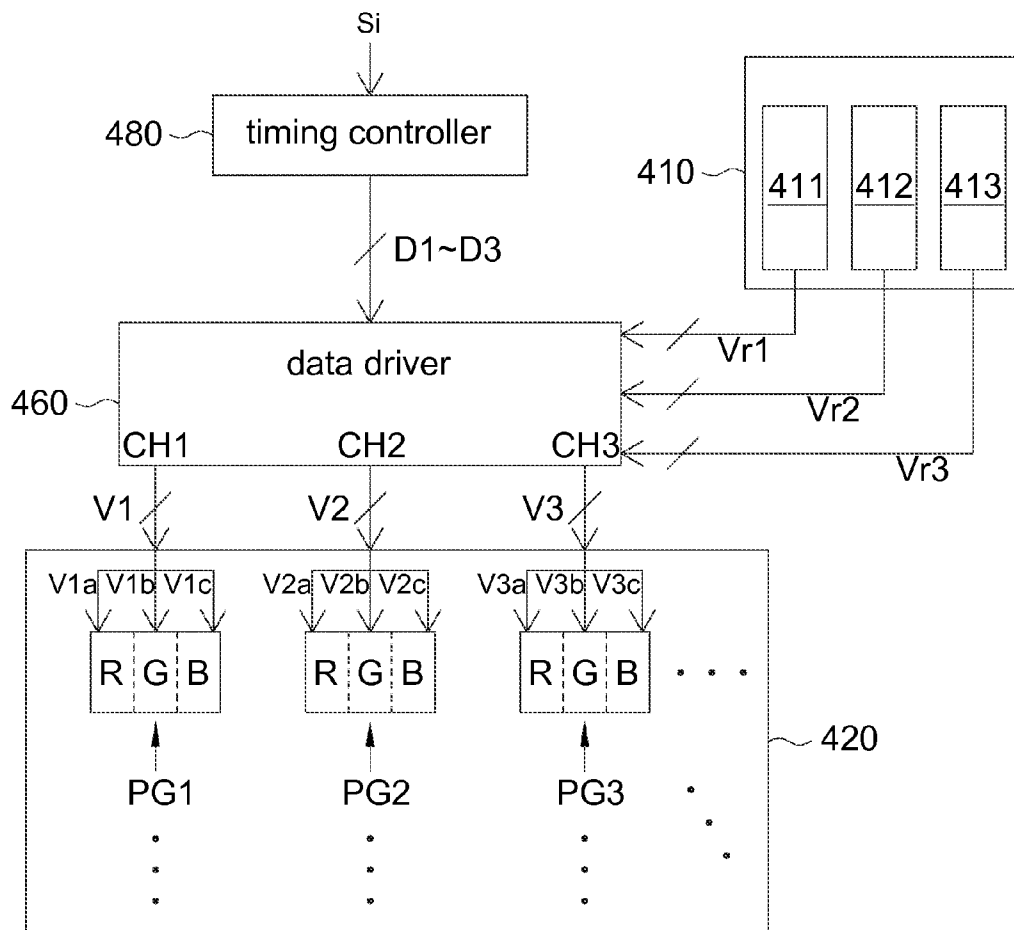 Si
480
timing controller
410
411 412 413
D1~D3
data driver
460
CH1 CH2 CH3
Vr1
Vr2
Vr3
V1 V2 V3
V1a V1b V1c V2a V2b V2c V3a V3b V3c
R G B R G B R G B
420
PG1 PG2 PG3